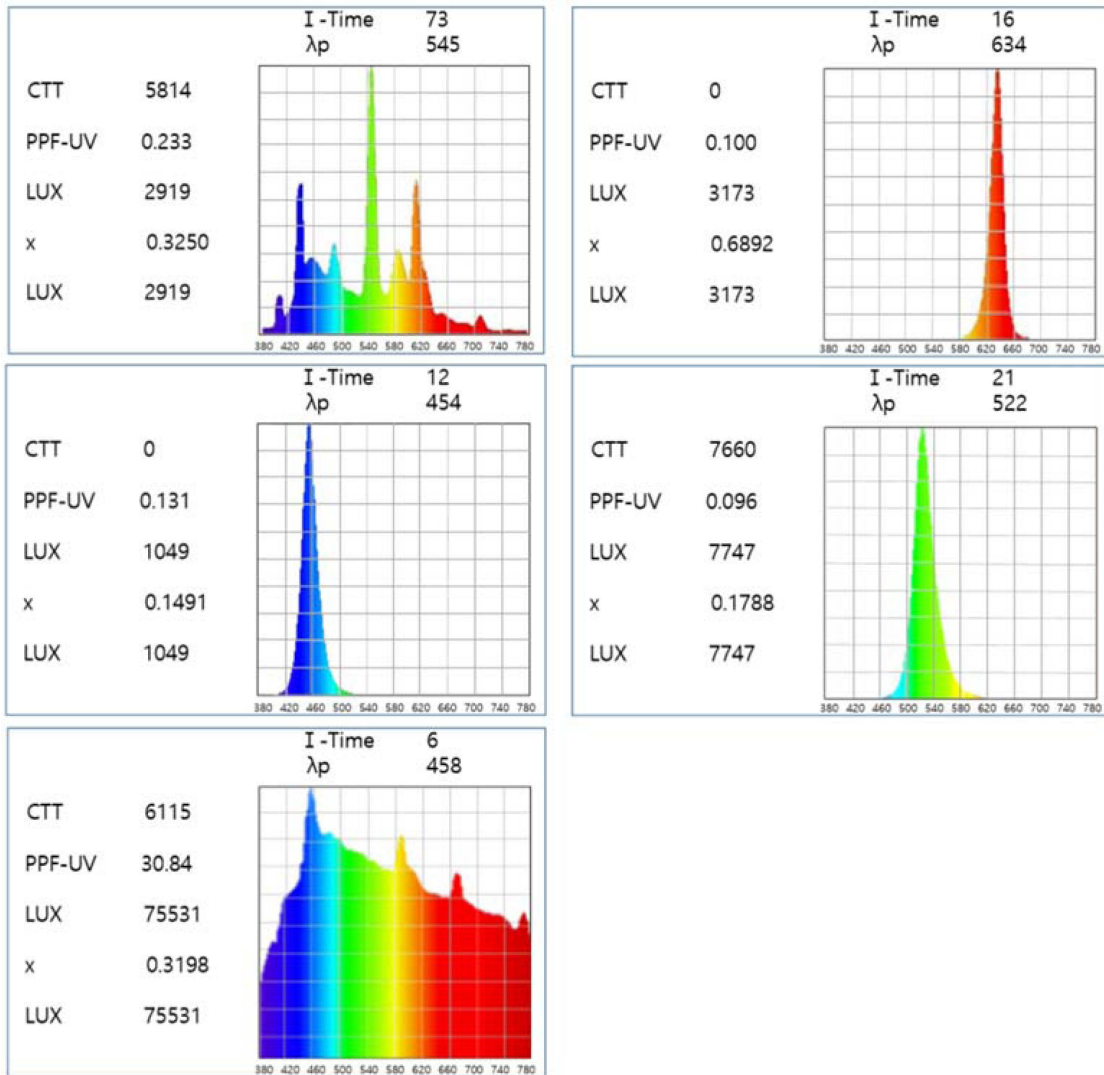 I -Time 73
λp 545
CTT 5814
PPF-UV 0.233
LUX 2919
x 0.3250
LUX 2919
380 420 460 500 540 580 620 660 700 740 780
I -Time 16
λp 634
CTT 0
PPF-UV 0.100
LUX 3173
x 0.6892
LUX 3173
380 420 460 500 540 580 620 660 700 740 780
I -Time 12
λp 454
CTT 0
PPF-UV 0.131
LUX 1049
x 0.1491
LUX 1049
380 420 460 500 540 580 620 660 700 740 780
I -Time 21
λp 522
CTT 7660
PPF-UV 0.096
LUX 7747
x 0.1788
LUX 7747
380 420 460 500 540 580 620 660 700 740 780
I -Time 6
λp 458
CTT 6115
PPF-UV 30.84
LUX 75531
x 0.3198
LUX 75531
380 420 460 500 540 580 620 660 700 740 780